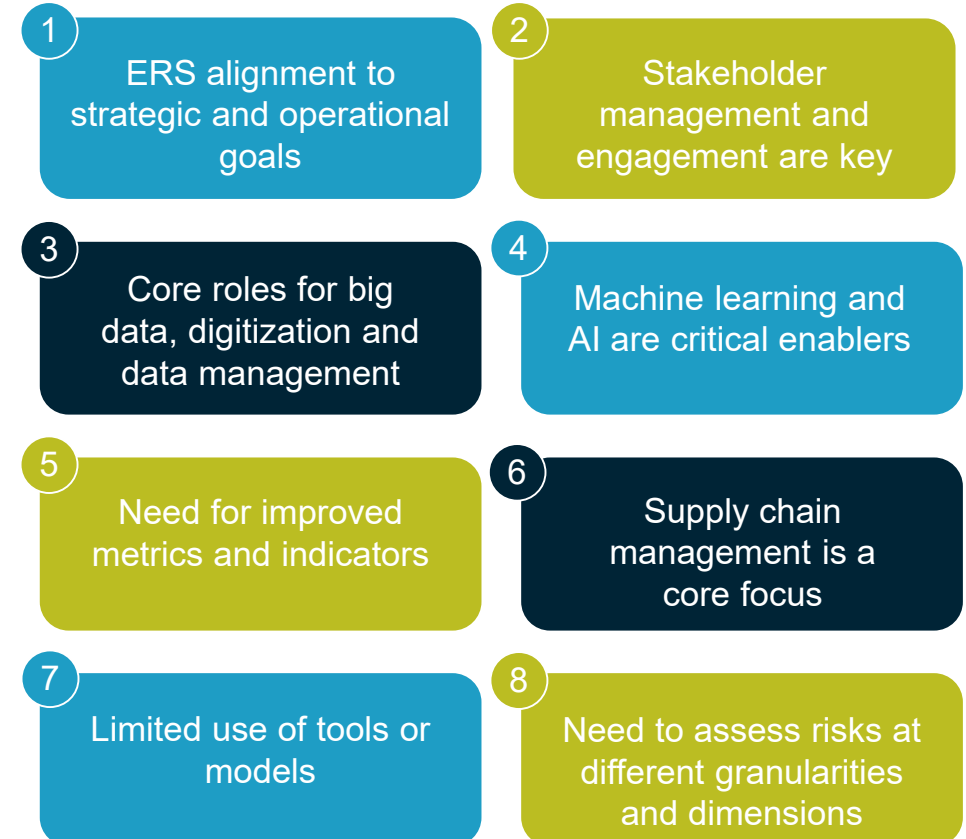 1
ERS alignment to
strategic and operational
goals
2
Stakeholder
management and
engagement are key
3
Core roles for big
data, digitization and
data management
4
Machine learning and
AI are critical enablers
5
Need for improved
metrics and indicators
6
Supply chain
management is a
core focus
7
Limited use of tools or
models
8
Need to assess risks at
different granularities
and dimensions